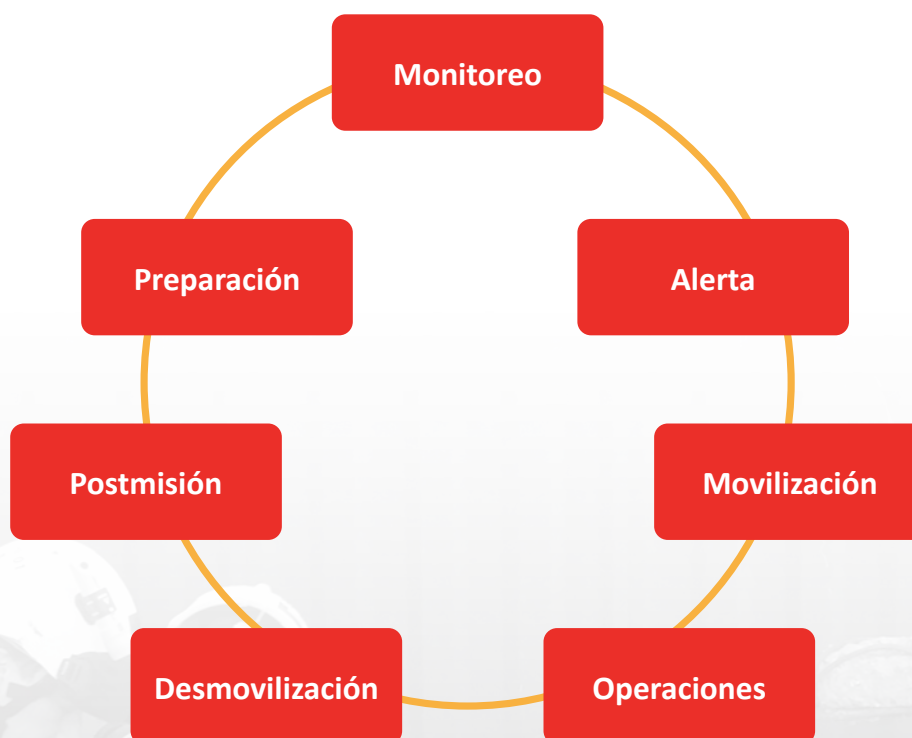 Monitoreo
Preparación
Alerta
Postmisión
Movilización
Desmovilización
Operaciones